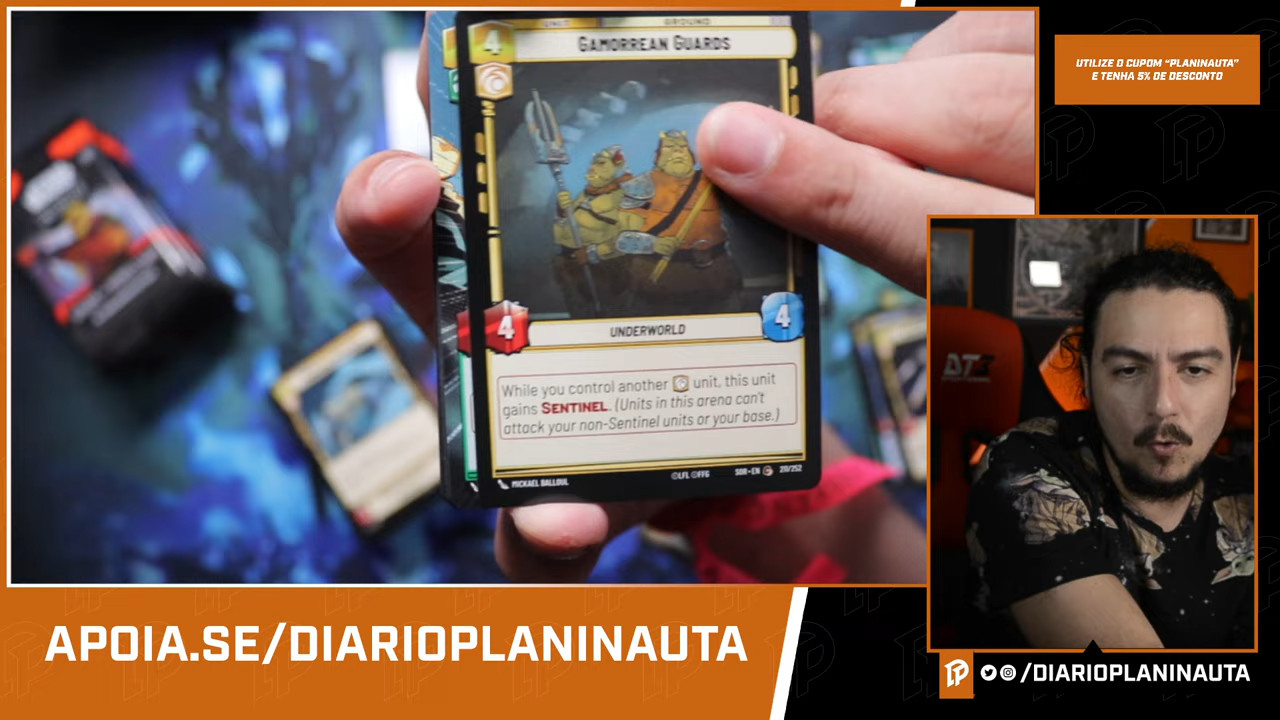 UNIT
GROUND
4
GAMORREAN GUARDS
4
UNDERWORLD
4
While you control another unit, this unit
gains SENTINEL. (Units in this arena can't
attack your non-Sentinel units or your base.)
MICKAEL BALLOUL
©LFL ©FFG
SOR • EN
211/252
UTILIZE O CUPOM "PLANINAUTA"
E TENHA 5% DE DESCONTO
APOIA.SE/DIARIOPLANINAUTA
/DIARIOPLANINAUTA